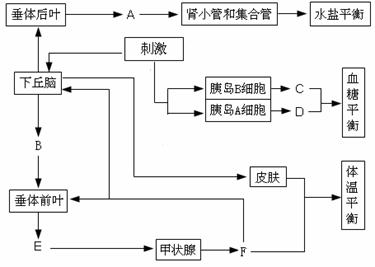 垂体后叶 A 肾小管和集合管 水盐平衡
刺激
下丘脑
胰岛B细胞 C
胰岛A细胞 D
血糖平衡
B
皮肤
体温平衡
垂体前叶
E 甲状腺 F